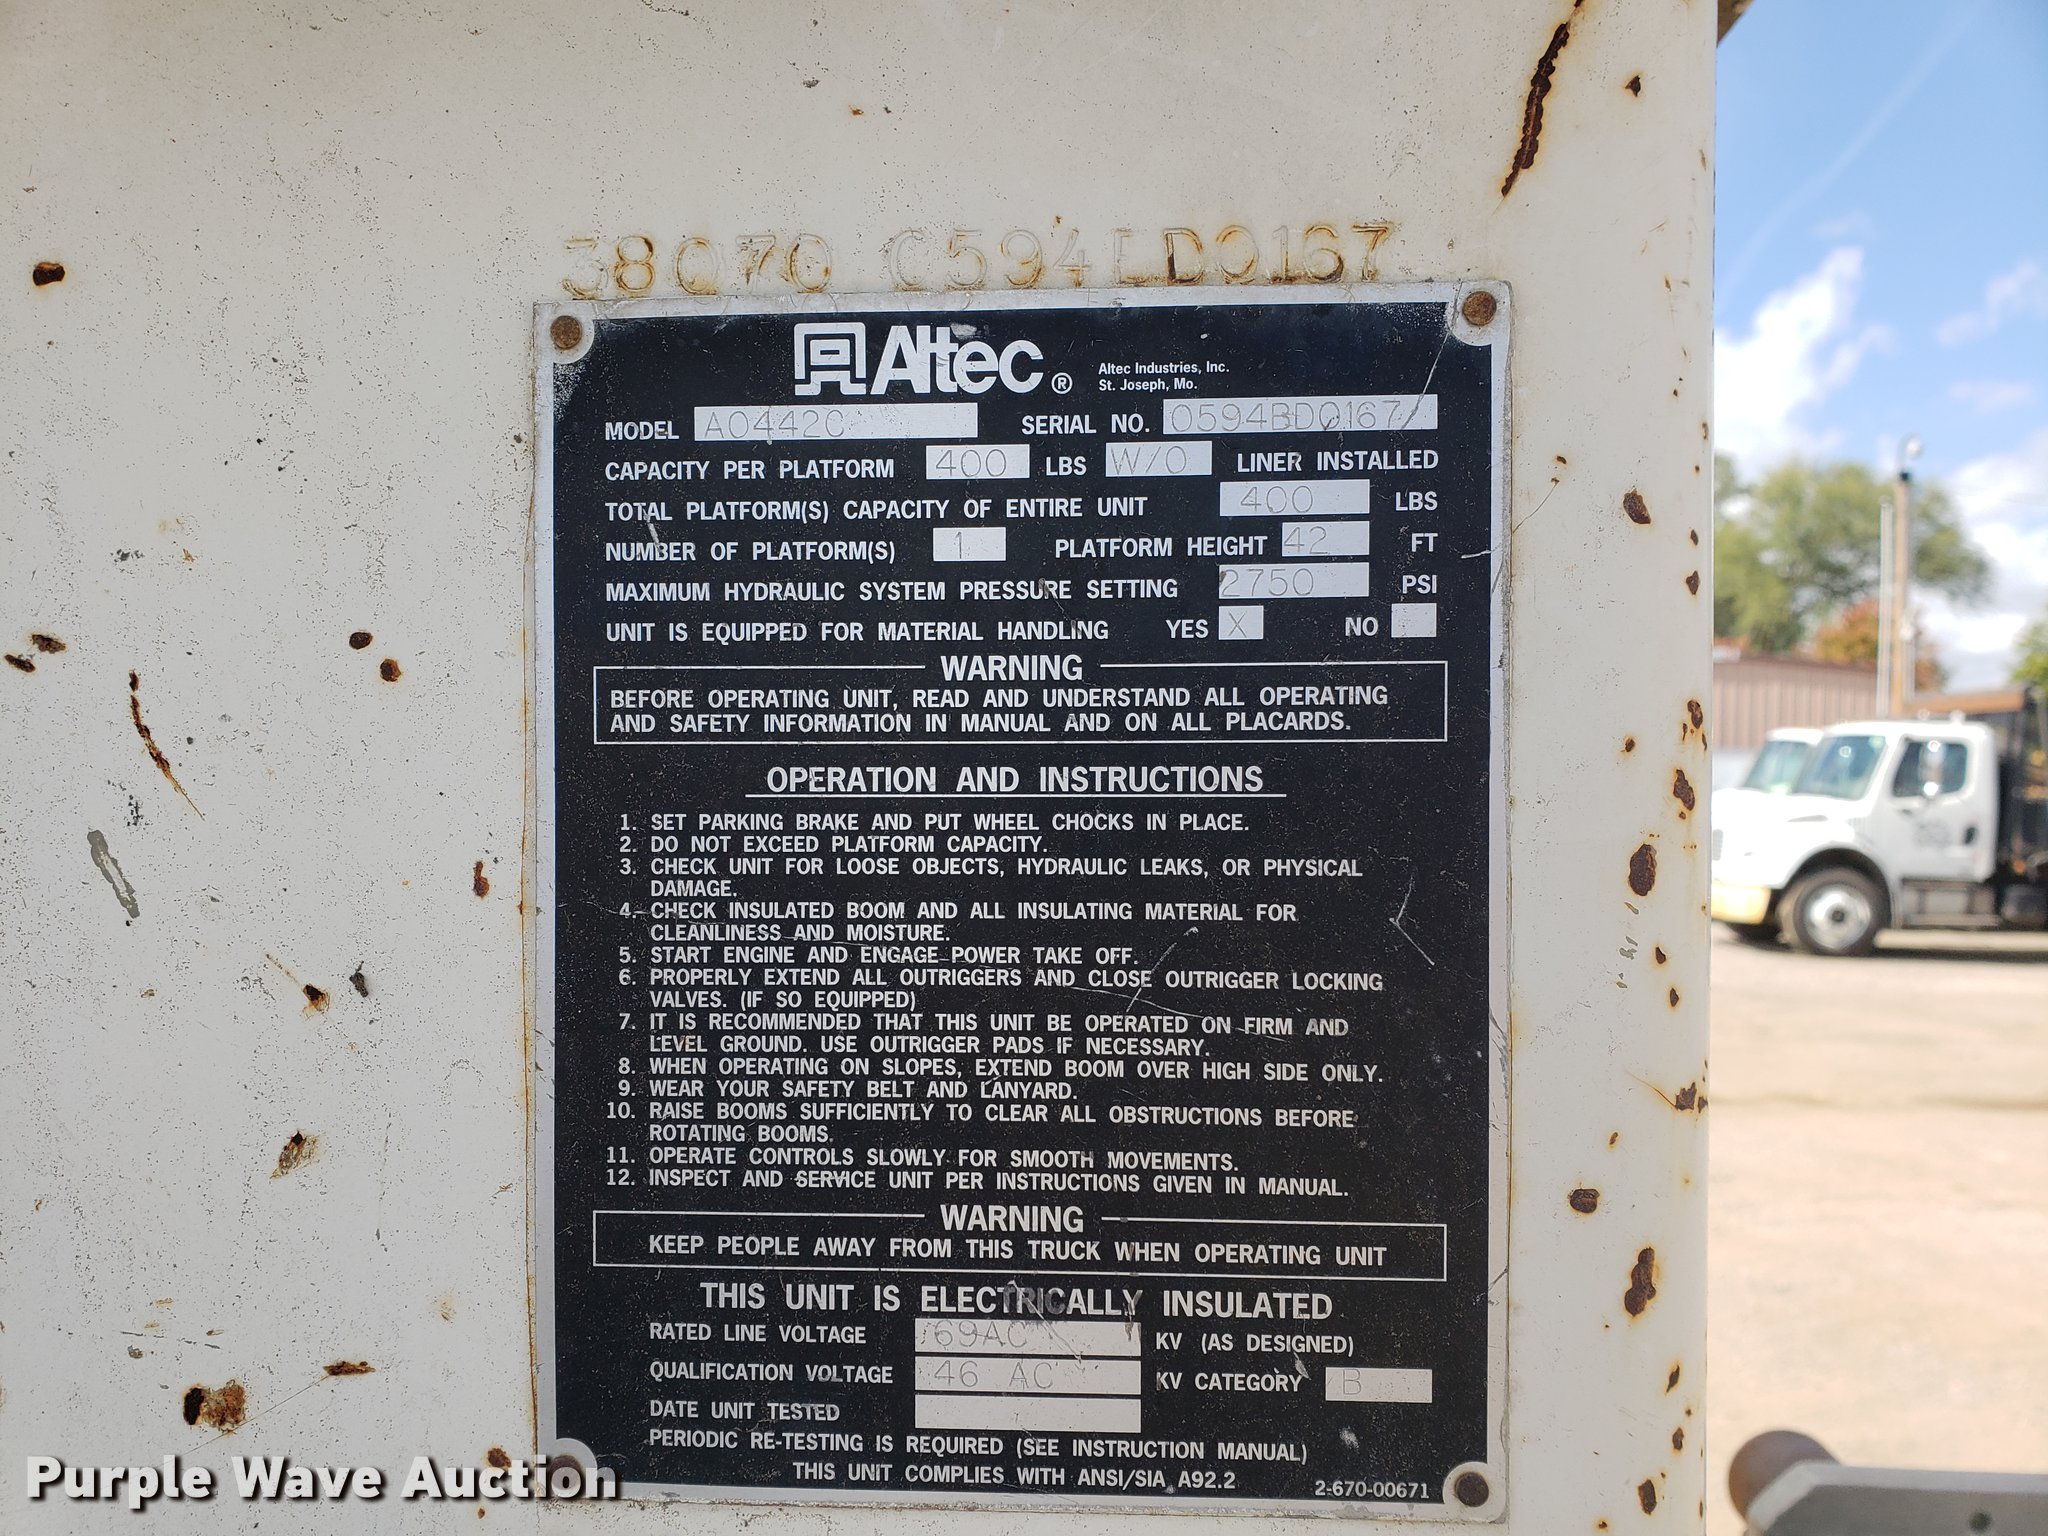 38070 0594ED0167
Altec®
Altec Industries, Inc.
St. Joseph, Mo.
MODEL AO442C SERIAL NO. 0594BD0167
CAPACITY PER PLATFORM 400 LBS W/O LINER INSTALLED
TOTAL PLATFORM(S) CAPACITY OF ENTIRE UNIT 400 LBS
NUMBER OF PLATFORM(S) 1 PLATFORM HEIGHT 42 FT
MAXIMUM HYDRAULIC SYSTEM PRESSURE SETTING 2750 PSI
UNIT IS EQUIPPED FOR MATERIAL HANDLING YES X NO
WARNING
BEFORE OPERATING UNIT, READ AND UNDERSTAND ALL OPERATING
AND SAFETY INFORMATION IN MANUAL AND ON ALL PLACARDS.
OPERATION AND INSTRUCTIONS
1. SET PARKING BRAKE AND PUT WHEEL CHOCKS IN PLACE.
2. DO NOT EXCEED PLATFORM CAPACITY.
3. CHECK UNIT FOR LOOSE OBJECTS, HYDRAULIC LEAKS, OR PHYSICAL
DAMAGE.
4. CHECK INSULATED BOOM AND ALL INSULATING MATERIAL FOR
CLEANLINESS AND MOISTURE.
5. START ENGINE AND ENGAGE POWER TAKE OFF.
6. PROPERLY EXTEND ALL OUTRIGGERS AND CLOSE OUTRIGGER LOCKING
VALVES. (IF SO EQUIPPED)
7. IT IS RECOMMENDED THAT THIS UNIT BE OPERATED ON FIRM AND
LEVEL GROUND. USE OUTRIGGER PADS IF NECESSARY.
8. WHEN OPERATING ON SLOPES, EXTEND BOOM OVER HIGH SIDE ONLY.
9. WEAR YOUR SAFETY BELT AND LANYARD.
10. RAISE BOOMS SUFFICIENTLY TO CLEAR ALL OBSTRUCTIONS BEFORE
ROTATING BOOMS.
11. OPERATE CONTROLS SLOWLY FOR SMOOTH MOVEMENTS.
12. INSPECT AND SERVICE UNIT PER INSTRUCTIONS GIVEN IN MANUAL.
WARNING
KEEP PEOPLE AWAY FROM THIS TRUCK WHEN OPERATING UNIT
THIS UNIT IS ELECTRICALLY INSULATED
RATED LINE VOLTAGE 69AC KV (AS DESIGNED)
QUALIFICATION VOLTAGE 46 AC KV CATEGORY B
DATE UNIT TESTED
PERIODIC RE-TESTING IS REQUIRED (SEE INSTRUCTION MANUAL)
THIS UNIT COMPLIES WITH ANSI/SIA A92.2 2-670-00671
Purple Wave Auction